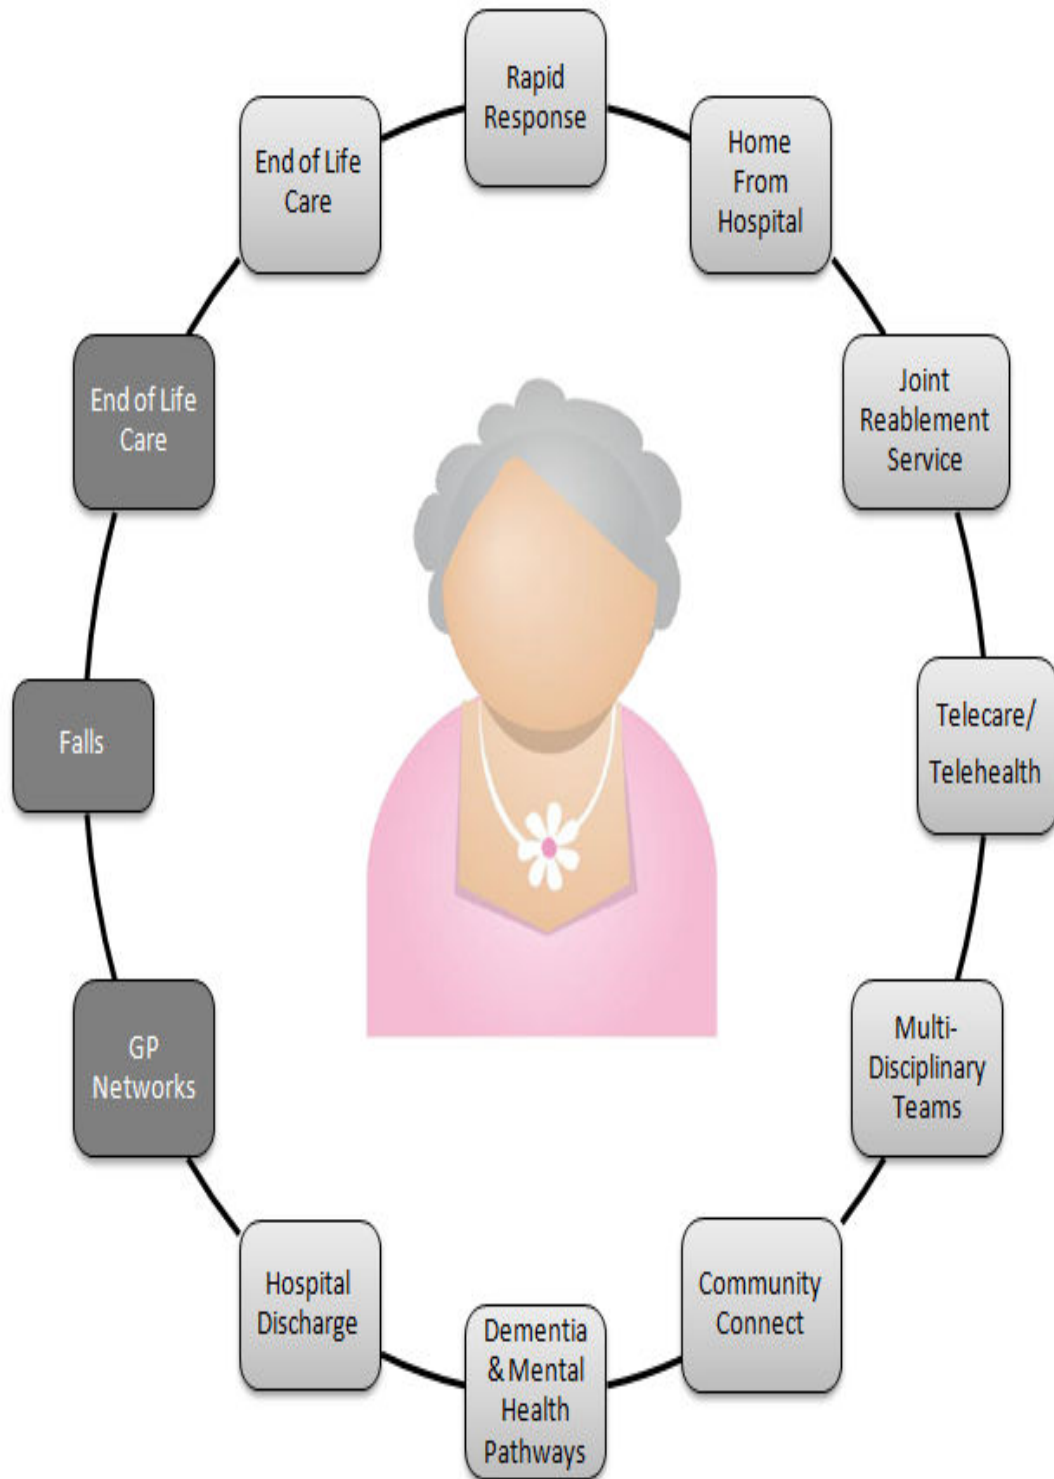 Rapid
Response
Home
From
Hospital
Joint
Reablement
Service
Telecare/
Telehealth
Multi-
Disciplinary
Teams
Community
Connect
Dementia
& Mental
Health
Pathways
Hospital
Discharge
GP
Networks
Falls
End of Life
Care
End of Life
Care